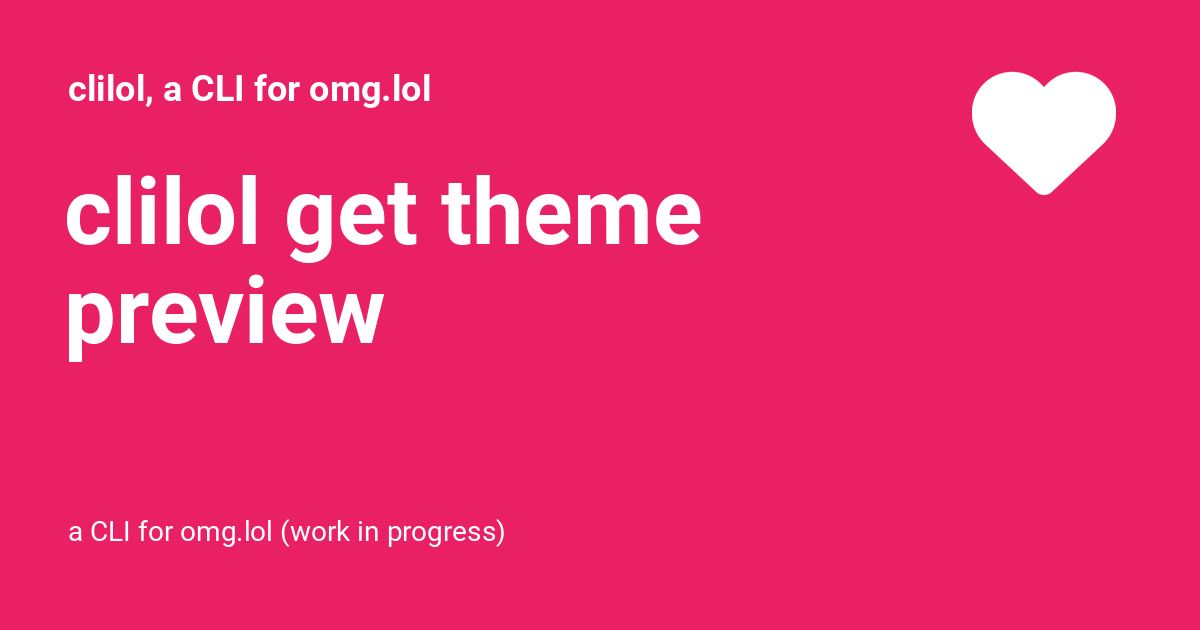 clilol, a CLI for omg.lol
clilol get theme
preview
a CLI for omg.lol (work in progress)